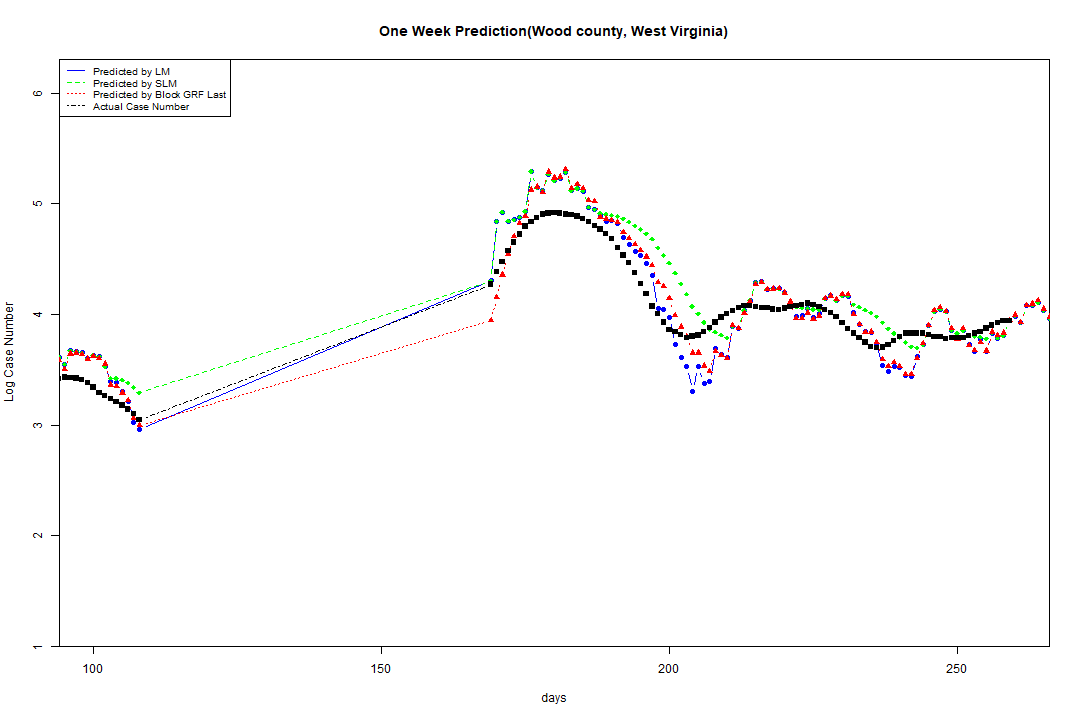 One Week Prediction(Wood county, West Virginia)
Predicted by LM
Predicted by SLM
Predicted by Block GRF Last
Actual Case Number
6
5
4
3
2
1
Log Case Number
100 150 200 250
days